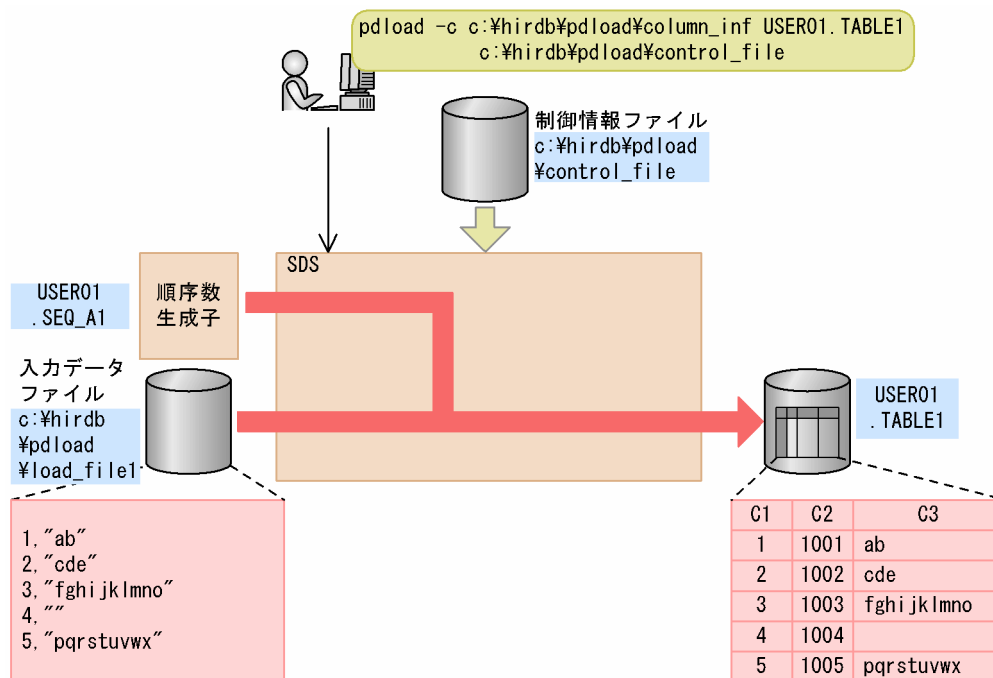 pdload -c c:¥hirdb¥pdload¥column_inf USER01.TABLE1
c:¥hirdb¥pdload¥control_file
制御情報ファイル
c:¥hirdb¥pdload
¥control_file
SDS
USER01
.SEQ_A1
順序数
生成子
入力データ
ファイル
c:¥hirdb
¥pdload
¥load_file1
USER01
.TABLE1
1,"ab"
2,"cde"
3,"fghijklmno"
4,""
5,"pqrstuvwx"
C1 C2 C3
1 1001 ab
2 1002 cde
3 1003 fghijklmno
4 1004
5 1005 pqrstuvwx